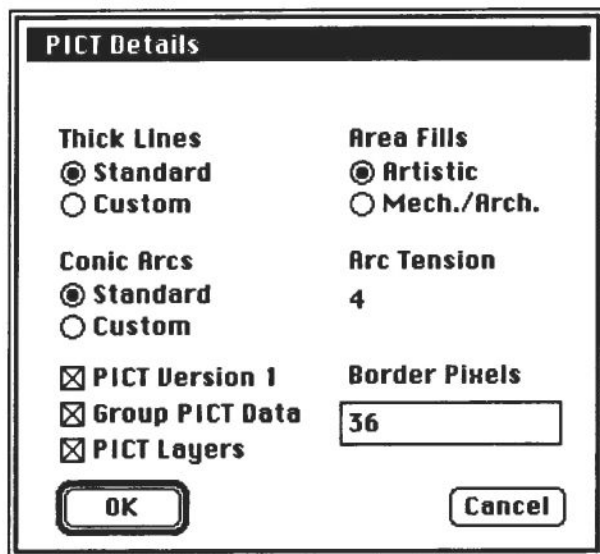 PICT Details
Thick Lines
Standard
Custom
Area Fills
Artistic
Mech./Arch.
Conic Arcs
Standard
Custom
Arc Tension
4
PICT Version 1
Group PICT Data
PICT Layers
Border Pixels
36
OK
Cancel